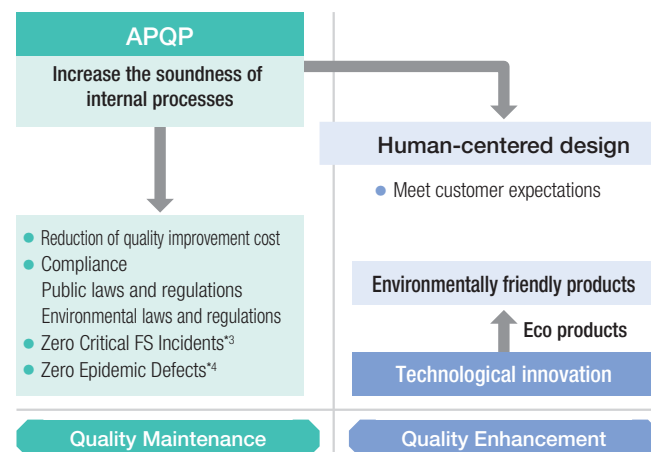 APQP
Increase the soundness of
internal processes
Human-centered design
● Meet customer expectations
● Reduction of quality improvement cost
● Compliance
Public laws and regulations
Environmental laws and regulations
● Zero Critical FS Incidents*3
● Zero Epidemic Defects*4
Environmentally friendly products
Eco products
Technological innovation
Quality Maintenance
Quality Enhancement